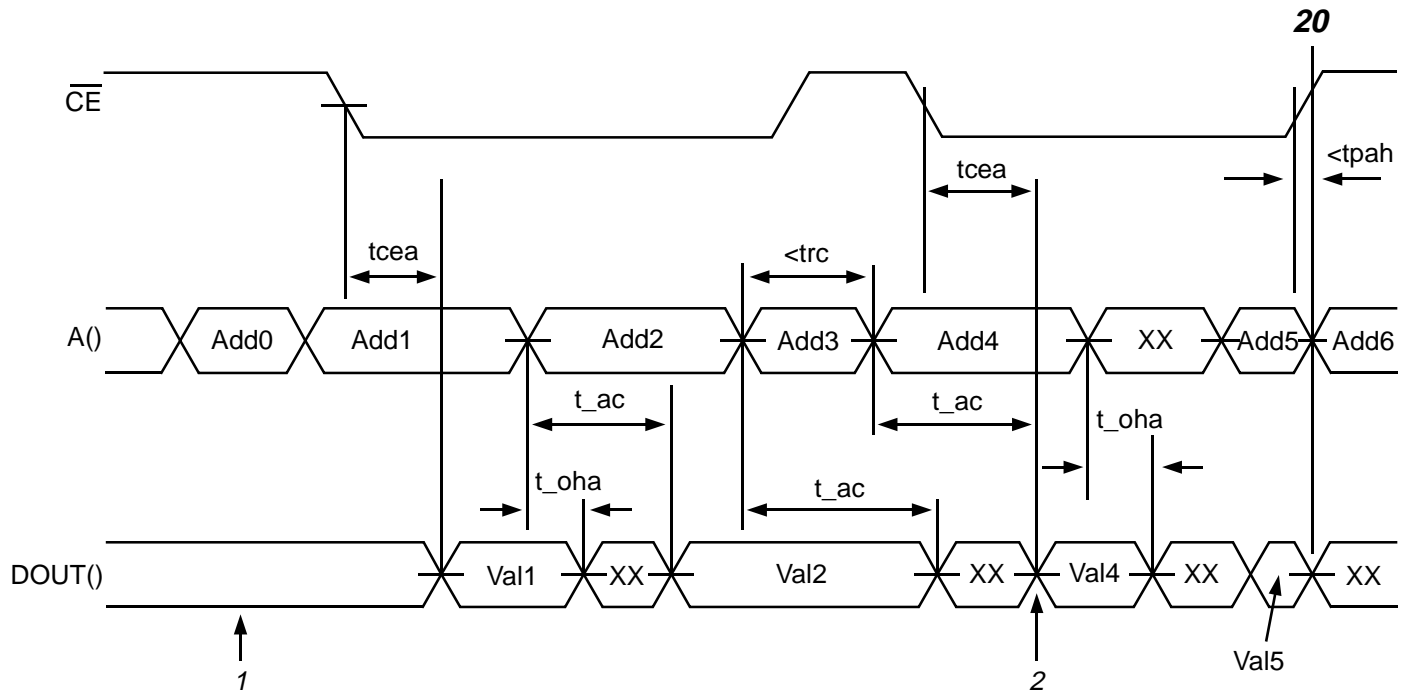 20
CE
<tpah
tcea
tcea
<trc
A()
Add0
Add1
Add2
Add3
Add4
XX
Add5
Add6
t_ac
t_ac
t_oha
t_oha
t_ac
DOUT()
Val1
XX
Val2
XX
Val4
XX
XX
Val5
1
2